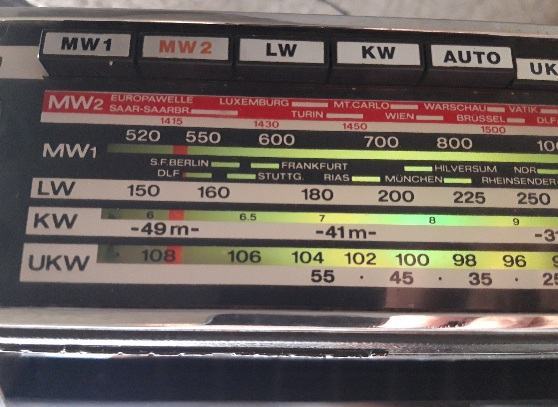 MW1 MW2 LW KW AUTO UK
MW2 EUROPAWELLE LUXEMBURG MT.CARLO WARSCHAU VATIK
SAAR-SAARBR. TURIN WIEN BRÜSSEL DLF
1415 1430 1450 1500
520 550 600 700 800 10
MW1
S.F.BERLIN FRANKFURT HILVERSUM NDR
DLF STUTTG. RIAS MÜNCHEN RHEINSENDER
LW 150 160 180 200 225 250
KW 6 6.5 7 8 9
-49m- -41m- -3
UKW 108 106 104 102 100 98 96 9
55 · 45 · 35 · 25